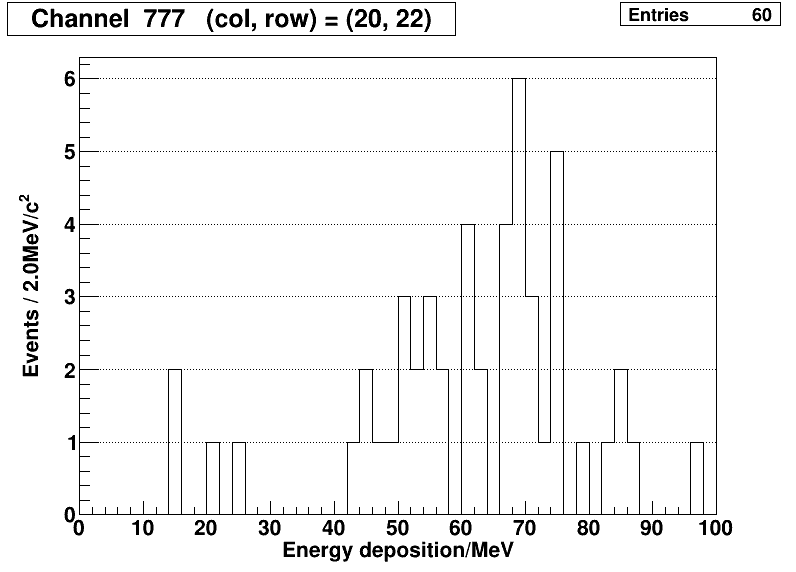 Channel  777   (col, row) = (20, 22)
Entries 60
Events / 2.0MeV/c²
6
5
4
3
2
1
0
0 10 20 30 40 50 60 70 80 90 100
Energy deposition/MeV